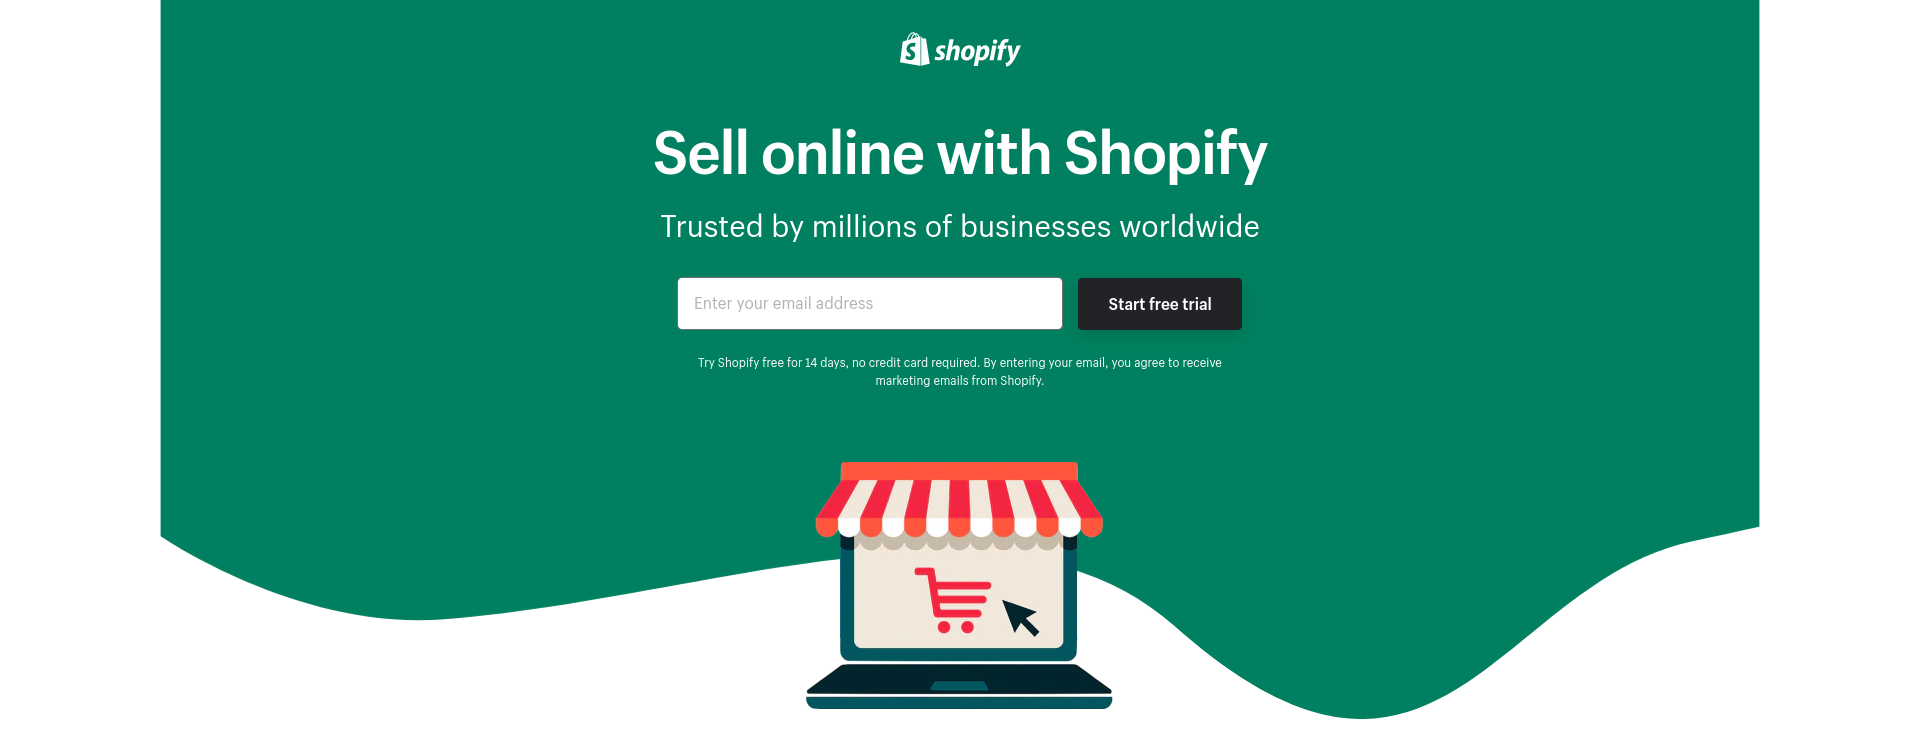 shopify
Sell online with Shopify
Trusted by millions of businesses worldwide
Enter your email address
Start free trial
Try Shopify free for 14 days, no credit card required. By entering your email, you agree to receive
marketing emails from Shopify.